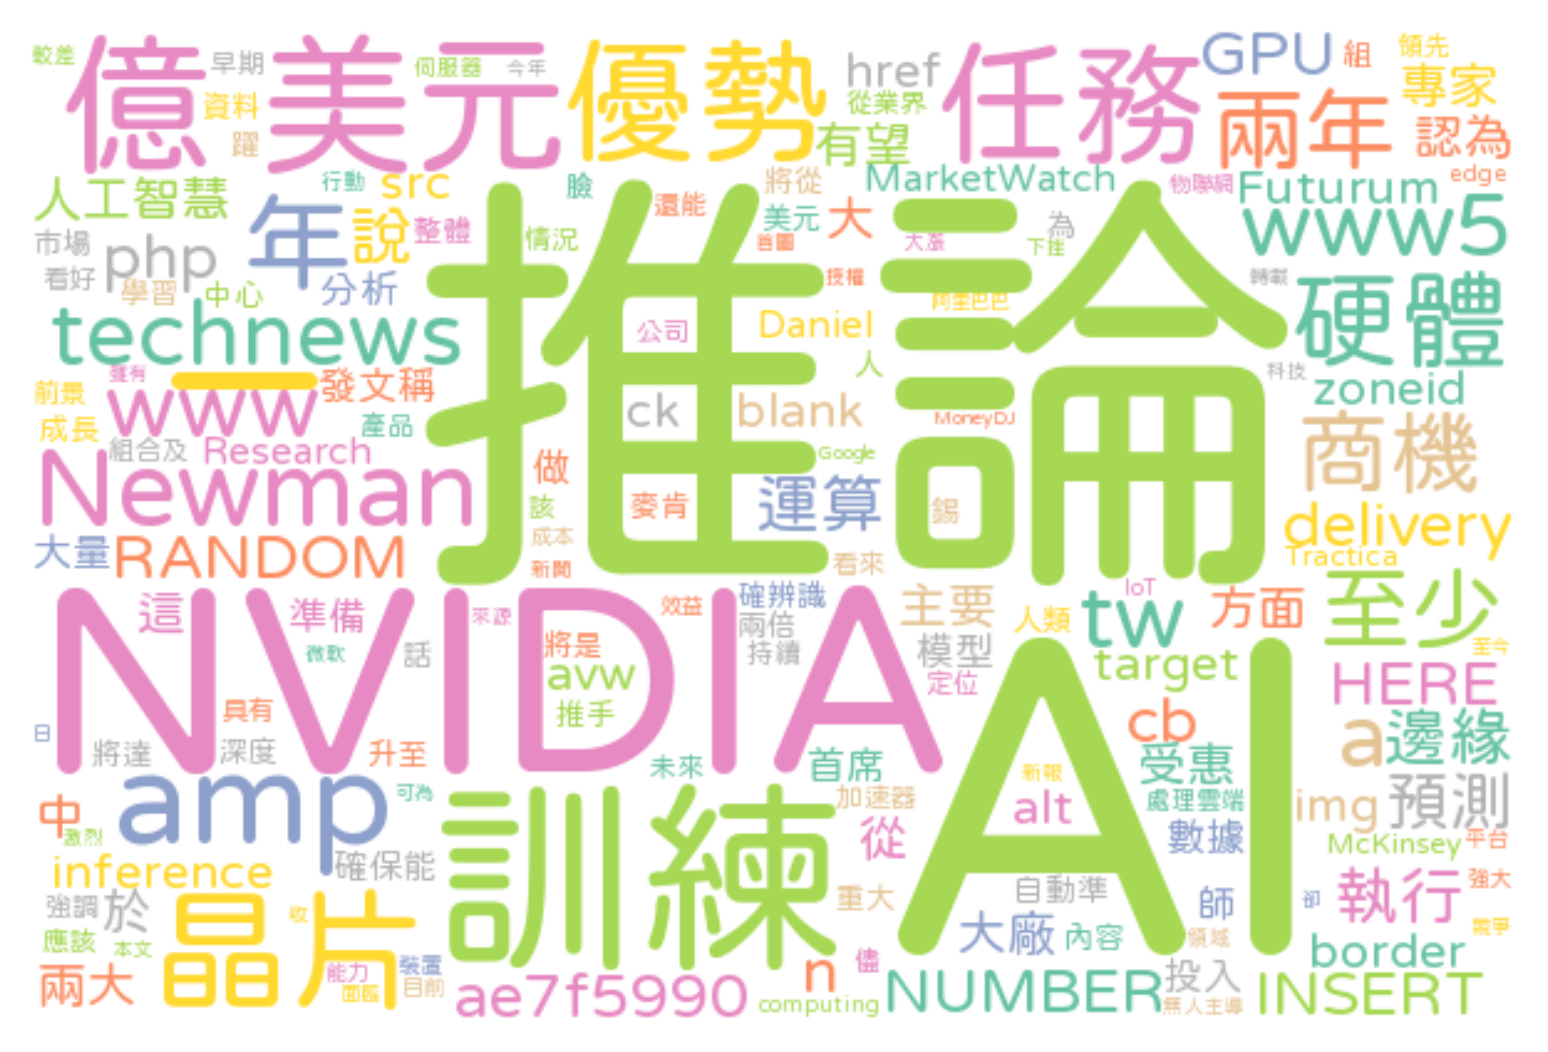 較差
億美元
早期
資料
躍
伺服器
今年
優勢
href
從業界
有望
任務
GPU
組
領先
專家
兩年
認為
edge
人工智慧
年
行動
src
說
整體
臉
還能
將從
MarketWatch
物聯網
Futurum
www5
市場
php
看好
學習
中心
分析
情況
推論
美元
大
首圖
大漲
為
下挫
授權
阿里巴巴
轉載
硬體
technews
公司
Daniel
人
科技
zoneid
擁有
一
www
前景
成長
發文稱
產品
組合及
Research
ck
blank
MoneyDJ
Google
商機
Newman
做
該
成本
新聞
麥肯
運算
錫
看來
delivery
Tractica
大量
RANDOM
NVIDIA
這
準備
來源
微軟
話
效益
確辨識
兩倍
持續
將是
avw
推手
主要
模型
定位
人類
IoT
tw
方面
至少
至今
target
HERE
日
具有
將達
深度
升至
cb
a
邊緣
amp
可為
未來
首席
加速器
AI
新報
alt
受惠
處理雲端
img
預測
中
激烈
訓練
從
數據
McKinsey
平台
inference
確保能
強調
於
晶片
收
重大
自動準
師
卻
執行
強大
應該
本文
大廠
內容
領域
競爭
border
兩大
能力
裝置
面臨
目前
ae7f5990
n
儘
computing
NUMBER
投入
無人主導
INSERT